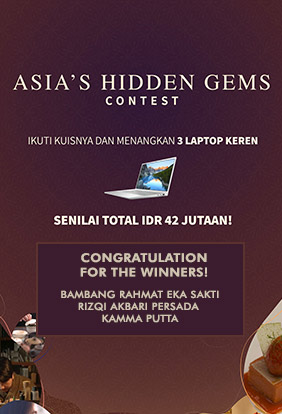 ASIA'S HIDDEN GEMS
CONTEST
IKUTI KUISNYA DAN MENANGKAN 3 LAPTOP KEREN
SENILAI TOTAL IDR 42 JUTAAN!
CONGRATULATION
FOR THE WINNERS!
BAMBANG RAHMAT EKA SAKTI
RIZQI AKBARI PERSADA
KAMMA PUTTA